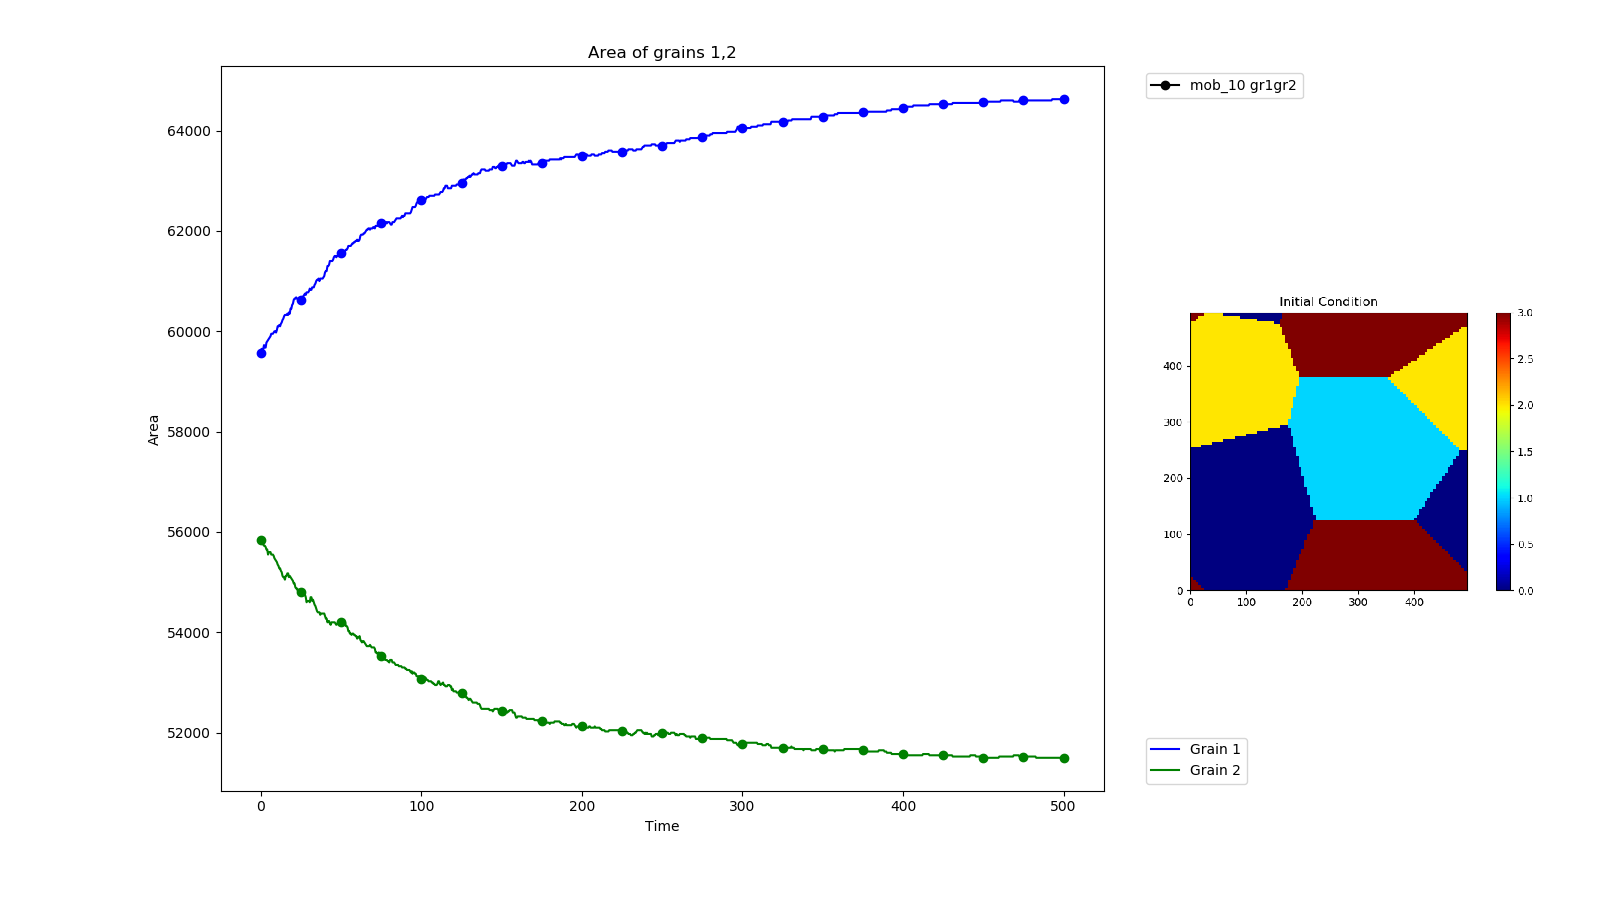 Area of grains 1,2
mob_10 gr1gr2
64000
62000
60000
58000
56000
54000
52000
Area
0 100 200 300 400 500
Time
Initial Condition
400
300
200
100
0
0 100 200 300 400
3.0
2.5
2.0
1.5
1.0
0.5
0.0
Grain 1
Grain 2